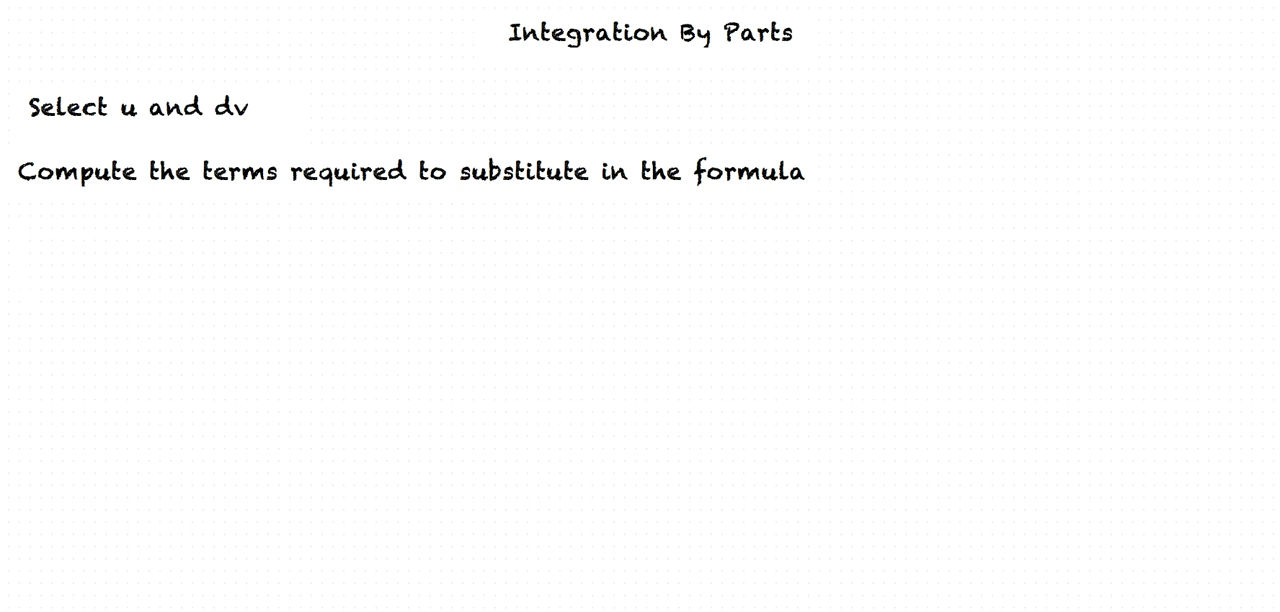 Integration By Parts
Select u and dv
Compute the terms required to substitute in the formula